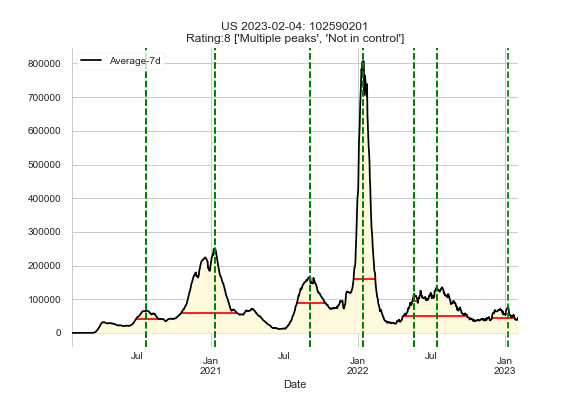 US 2023-02-04: 102590201
Rating:8 ['Multiple peaks', 'Not in control']
Average-7d
800000
700000
600000
500000
400000
300000
200000
100000
0
Jul
Jan
2021
Jul
Jan
2022
Jul
Jan
2023
Date